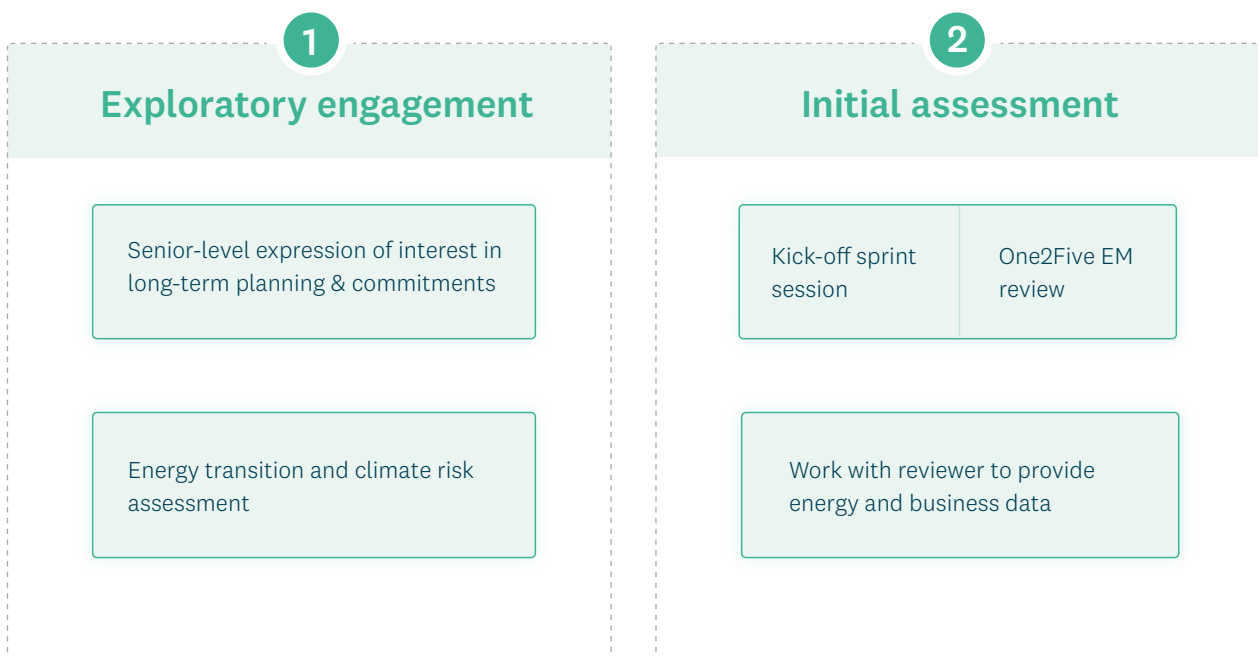 1
Exploratory engagement
Senior-level expression of interest in
long-term planning & commitments
Energy transition and climate risk
assessment
2
Initial assessment
Kick-off sprint
session
One2Five EM
review
Work with reviewer to provide
energy and business data